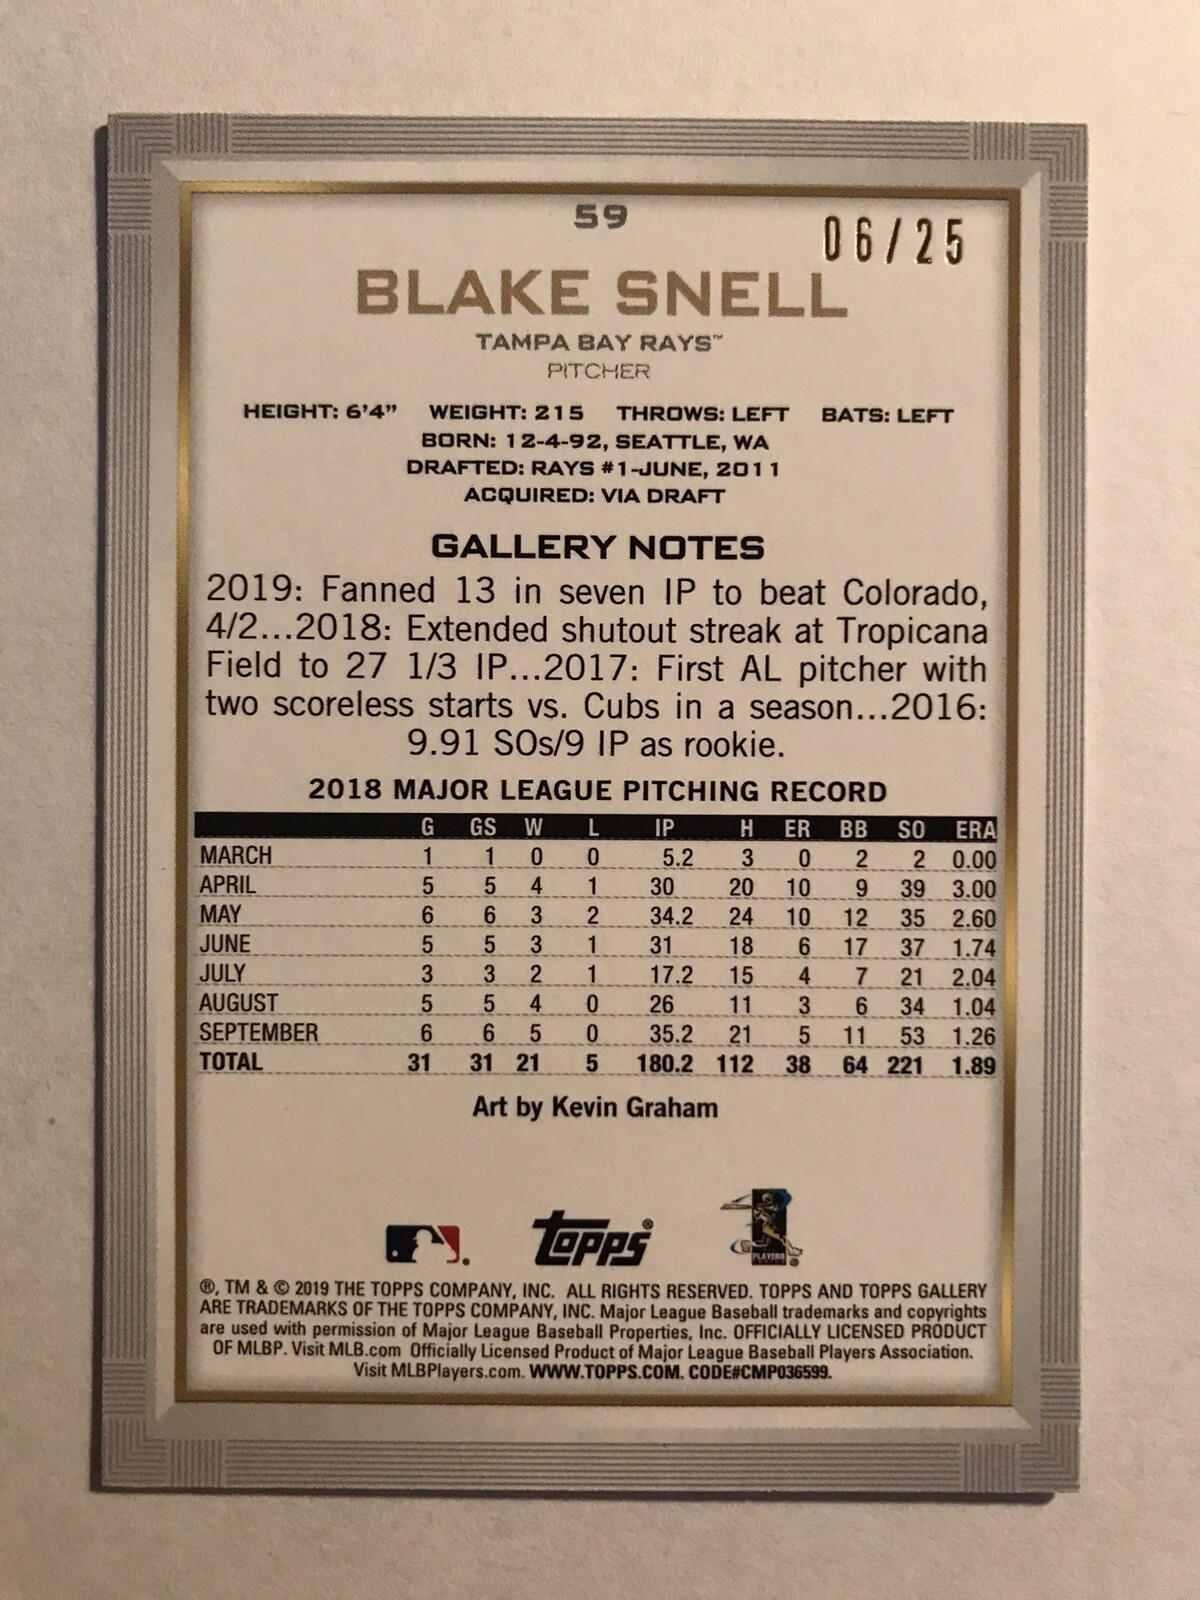 59
06/25
BLAKE SNELL
TAMPA BAY RAYS™
PITCHER
HEIGHT: 6'4" WEIGHT: 215 THROWS: LEFT BATS: LEFT
BORN: 12-4-92, SEATTLE, WA
DRAFTED: RAYS #1-JUNE, 2011
ACQUIRED: VIA DRAFT
GALLERY NOTES
2019: Fanned 13 in seven IP to beat Colorado,
4/2...2018: Extended shutout streak at Tropicana
Field to 27 1/3 IP...2017: First AL pitcher with
two scoreless starts vs. Cubs in a season...2016:
9.91 SOs/9 IP as rookie.
2018 MAJOR LEAGUE PITCHING RECORD
G GS W L IP H ER BB SO ERA
MARCH 1 1 0 0 5.2 3 0 2 2 0.00
APRIL 5 5 4 1 30 20 10 9 39 3.00
MAY 6 6 3 2 34.2 24 10 12 35 2.60
JUNE 5 5 3 1 31 18 6 17 37 1.74
JULY 3 3 2 1 17.2 15 4 7 21 2.04
AUGUST 5 5 4 0 26 11 3 6 34 1.04
SEPTEMBER 6 6 5 0 35.2 21 5 11 53 1.26
TOTAL 31 31 21 5 180.2 112 38 64 221 1.89
Art by Kevin Graham
topps®
PLAYERS
®, TM & © 2019 THE TOPPS COMPANY, INC. ALL RIGHTS RESERVED. TOPPS AND TOPPS GALLERY
ARE TRADEMARKS OF THE TOPPS COMPANY, INC. Major League Baseball trademarks and copyrights
are used with permission of Major League Baseball Properties, Inc. OFFICIALLY LICENSED PRODUCT
OF MLBP. Visit MLB.com Officially Licensed Product of Major League Baseball Players Association.
Visit MLBPlayers.com. WWW.TOPPS.COM. CODE#CMP036599.